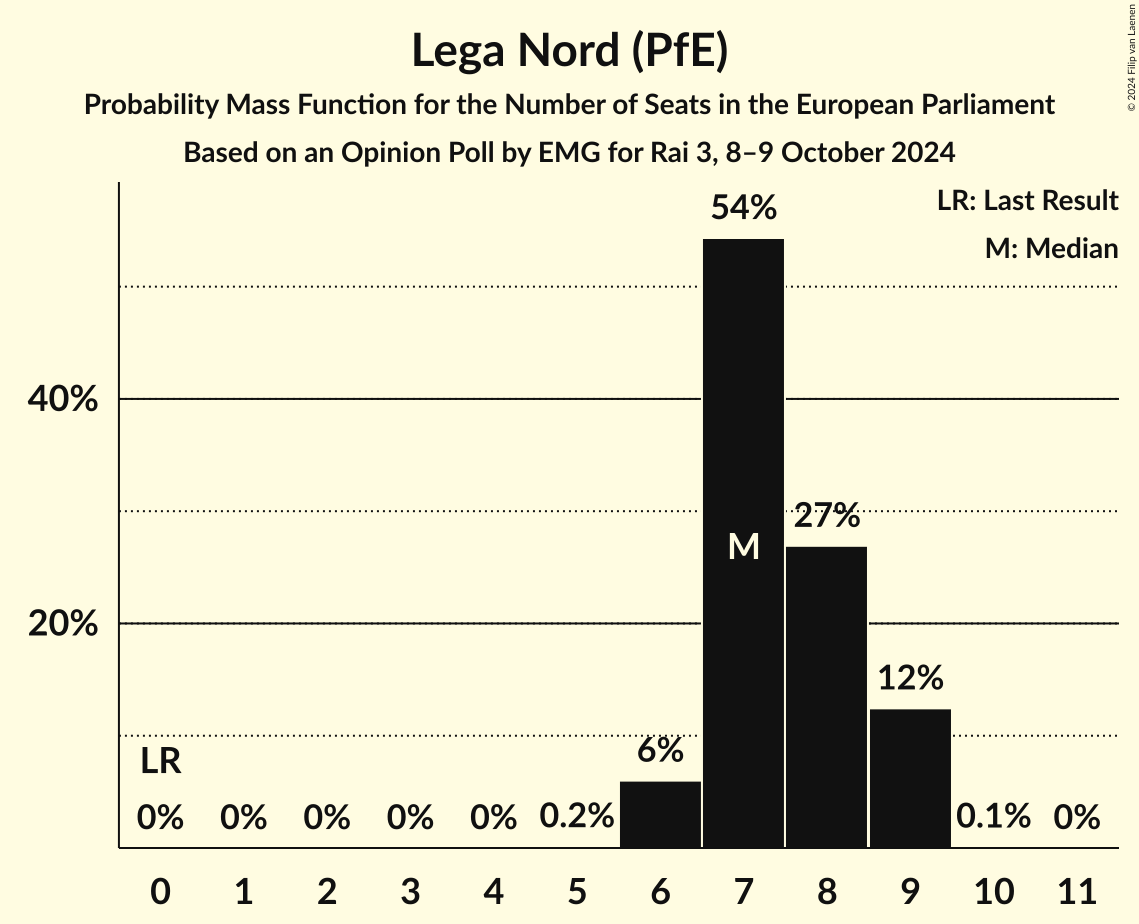 Lega Nord (PfE)
Probability Mass Function for the Number of Seats in the European Parliament
Based on an Opinion Poll by EMG for Rai 3, 8–9 October 2024
© 2024 Filip van Laenen
LR: Last Result
M: Median
54%
40%
27%
M
20%
12%
6%
LR
0% 0% 0% 0% 0% 0.2% 0.1% 0%
0 1 2 3 4 5 6 7 8 9 10 11